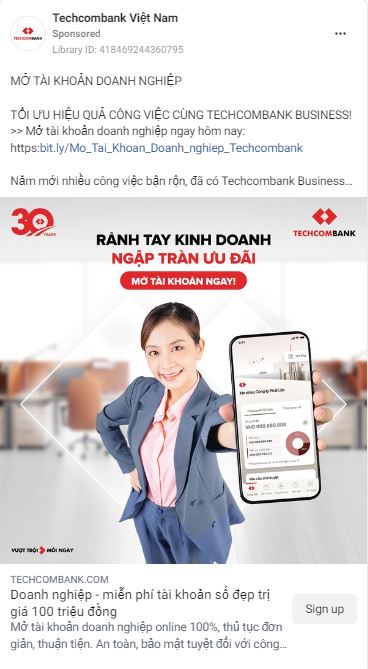 Techcombank Việt Nam
Sponsored
TECHCOMBANK
Library ID: 418469244360795
MỞ TÀI KHOẢN DOANH NGHIỆP
TỐI ƯU HIỆU QUẢ CÔNG VIỆC CÙNG TECHCOMBANK BUSINESS!
>> Mở tài khoản doanh nghiệp ngay hôm nay:
https:bit.ly/Mo_Tai_Khoan_Doanh_nghiep_Techcombank
Năm mới nhiều công việc bận rộn, đã có Techcombank Business...
30
YEARS
TECHCOMBANK
RẢNH TAY KINH DOANH
NGẬP TRÀN ƯU ĐÃI
MỞ TÀI KHOẢN NGAY!
VƯỢT TRỘI MỖI NGÀY
TECHCOMBANK.COM
Doanh nghiệp - miễn phí tài khoản số đẹp trị
giá 100 triệu đồng
Sign up
Mở tài khoản doanh nghiệp online 100%, thủ tục đơn
giản, thuận tiện. An toàn, bảo mật tuyệt đối với công...